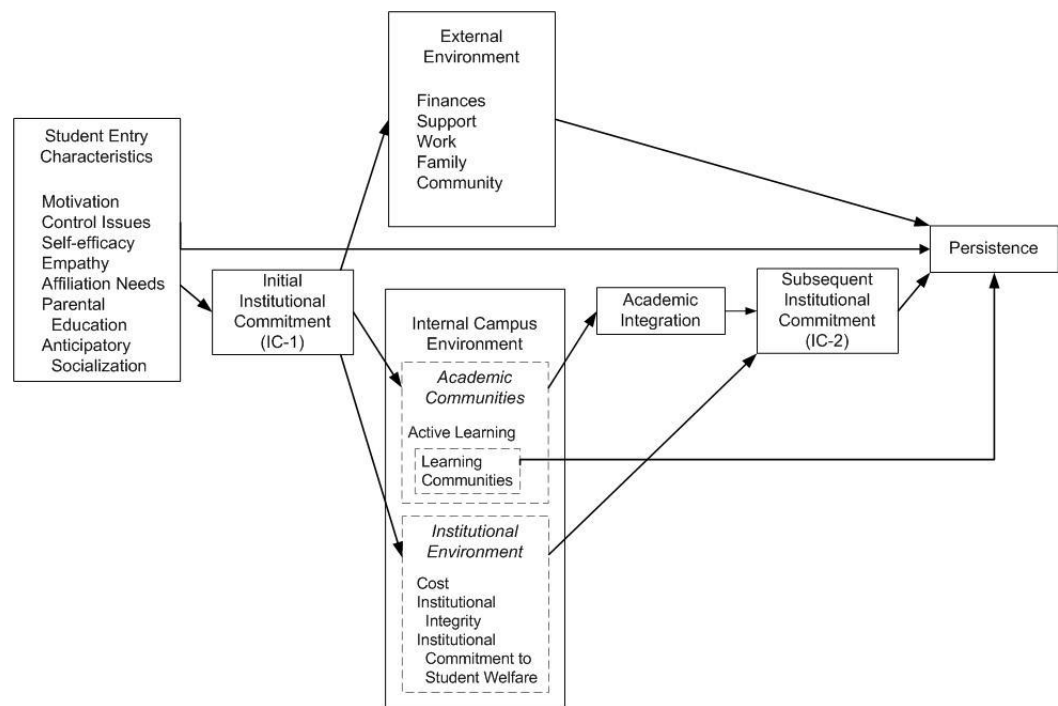 Student Entry
Characteristics
Motivation
Control Issues
Self-efficacy
Empathy
Affiliation Needs
Parental
Education
Anticipatory
Socialization
Initial
Institutional
Commitment
(IC-1)
External
Environment
Finances
Support
Work
Family
Community
Internal Campus
Environment
Academic
Communities
Active Learning
Learning
Communities
Institutional
Environment
Cost
Institutional
Integrity
Institutional
Commitment to
Student Welfare
Academic
Integration
Subsequent
Institutional
Commitment
(IC-2)
Persistence